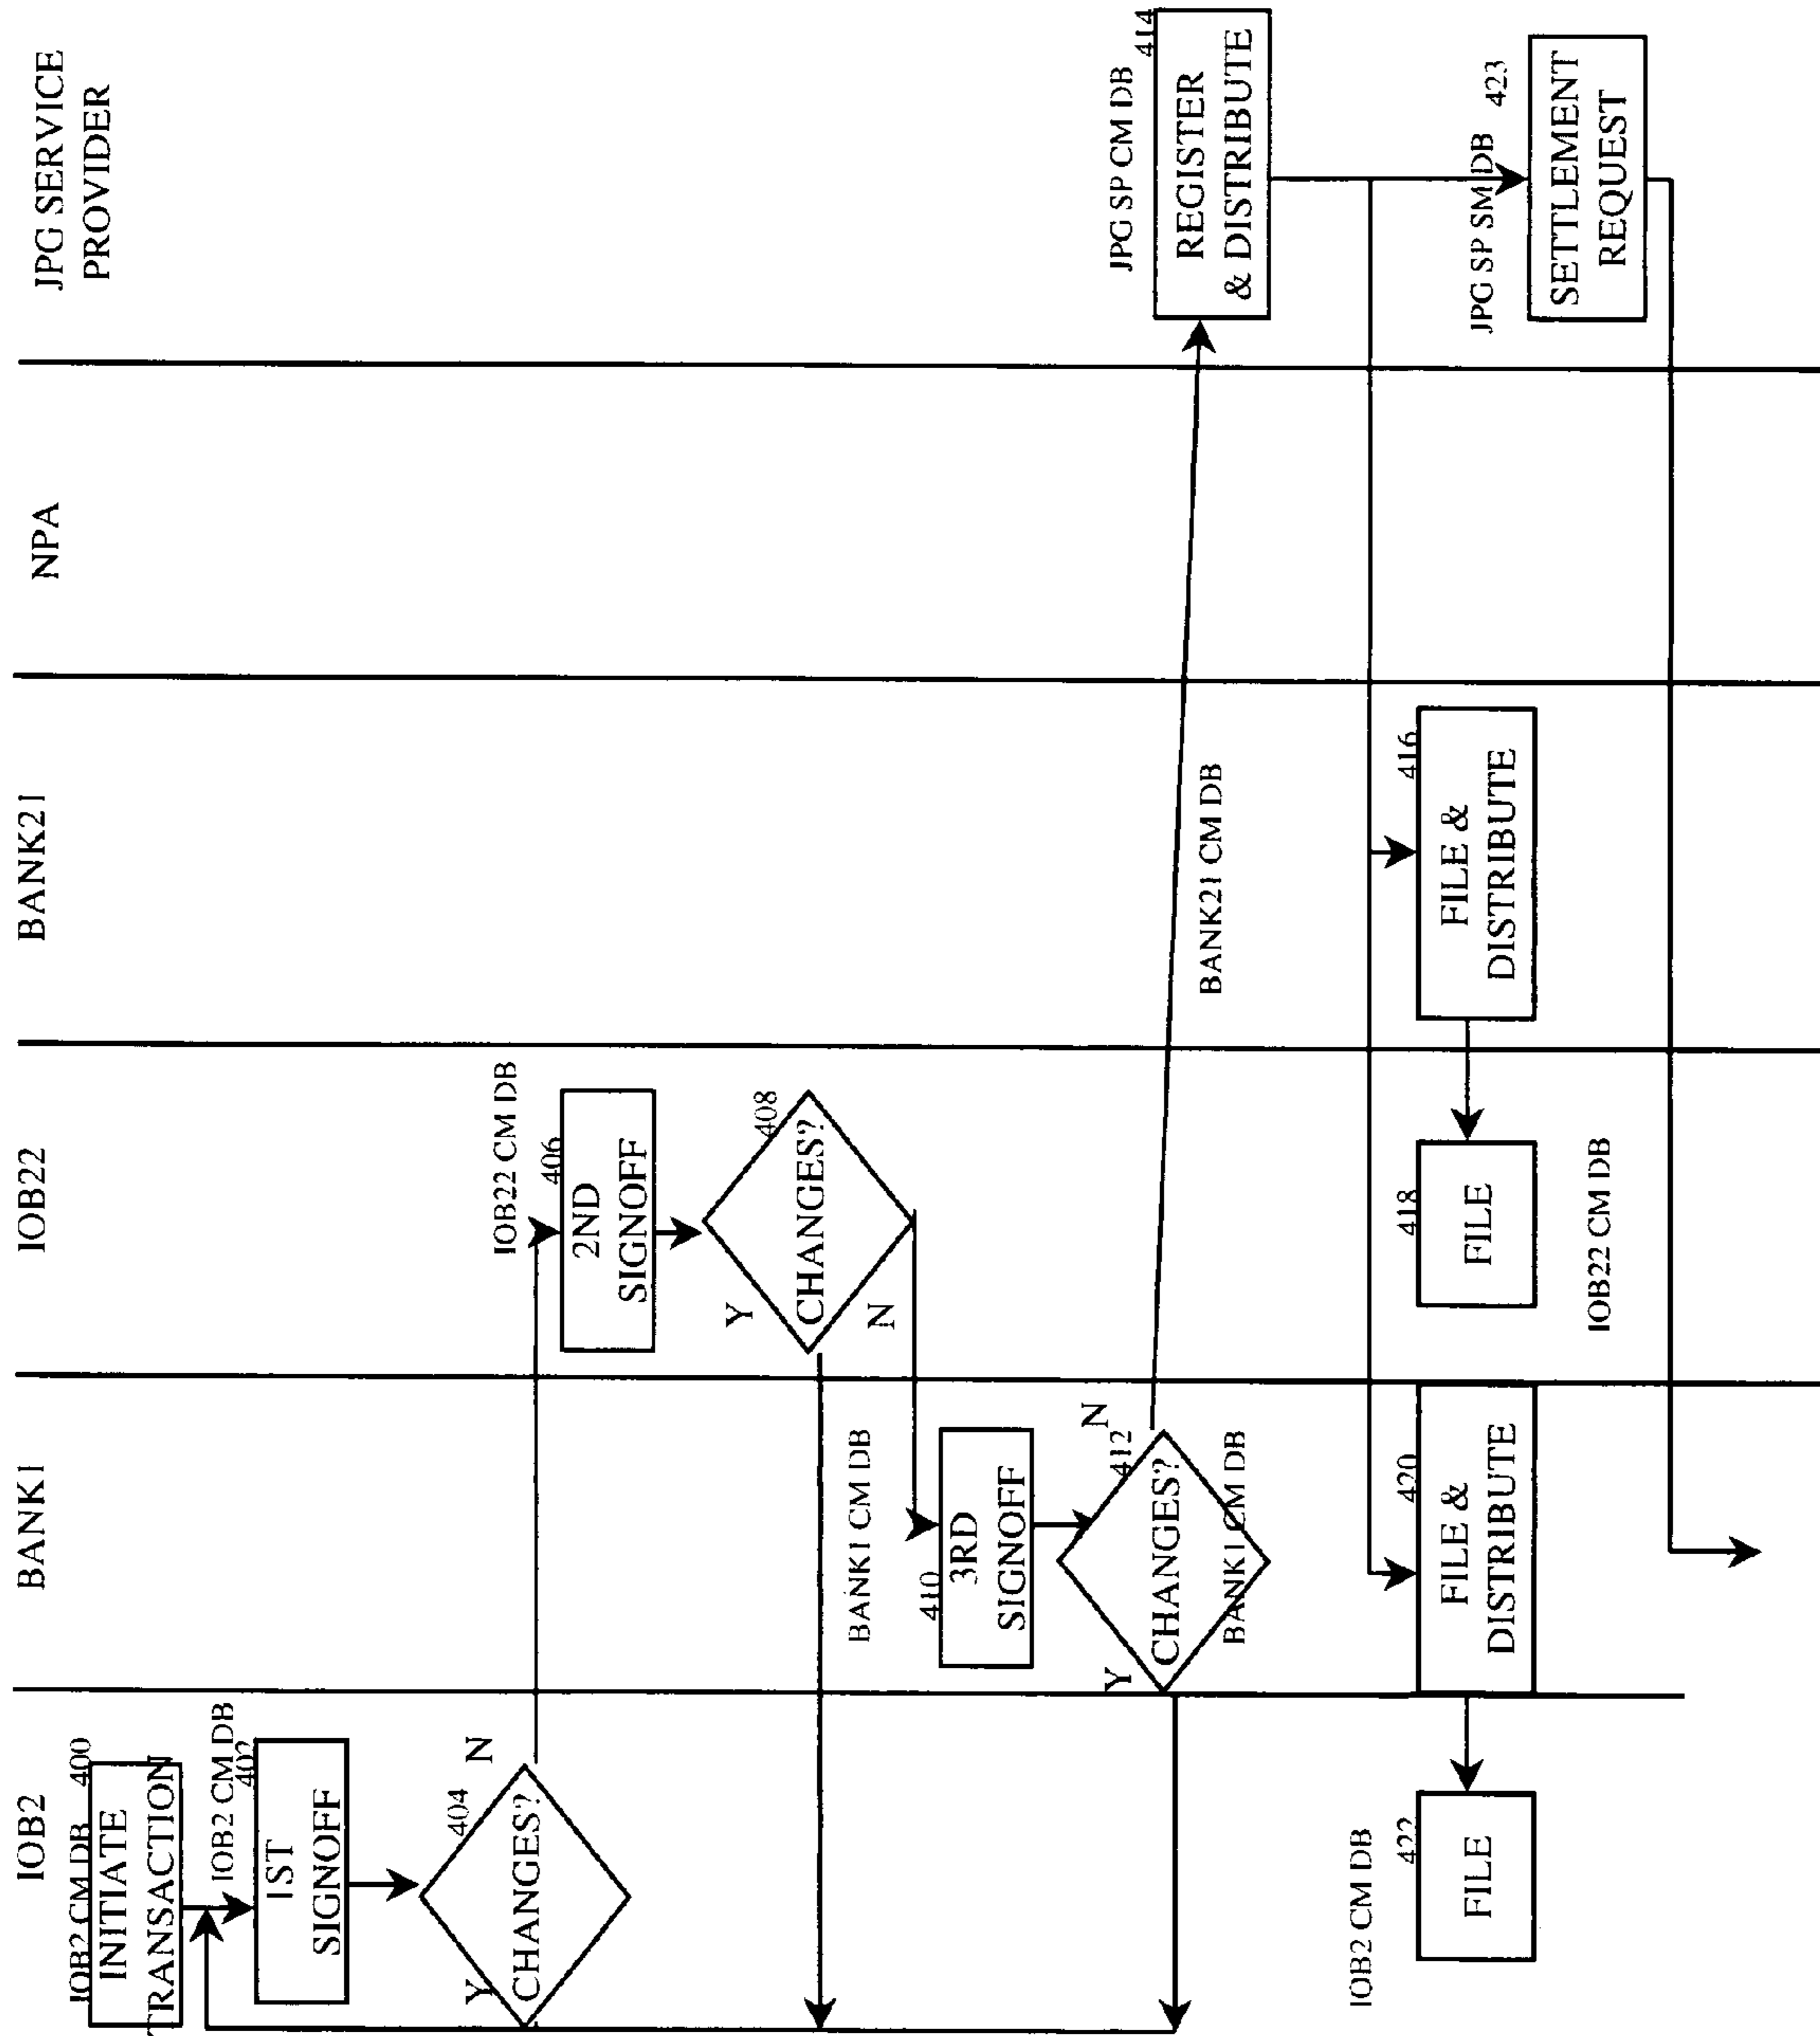 IOB2
BANK1
IOB22
BANK21
NPA
JPG SERVICE
PROVIDER
IOB2 CM DB 400
INITIATE
TRANSACTION
IOB2 CM DB
402
1ST
SIGNOFF
404
CHANGES?
Y
N
IOB22 CM DB
406
2ND
SIGNOFF
408
CHANGES?
Y
N
BANK1 CM DB
410
3RD
SIGNOFF
412
CHANGES?
Y
N
BANK1 CM DB
JPG SP CM DB
414
REGISTER
& DISTRIBUTE
BANK21 CM DB
416
FILE &
DISTRIBUTE
418
FILE
IOB22 CM DB
420
FILE &
DISTRIBUTE
IOB2 CM DB
422
FILE
JPG SP SM DB
423
SETTLEMENT
REQUEST